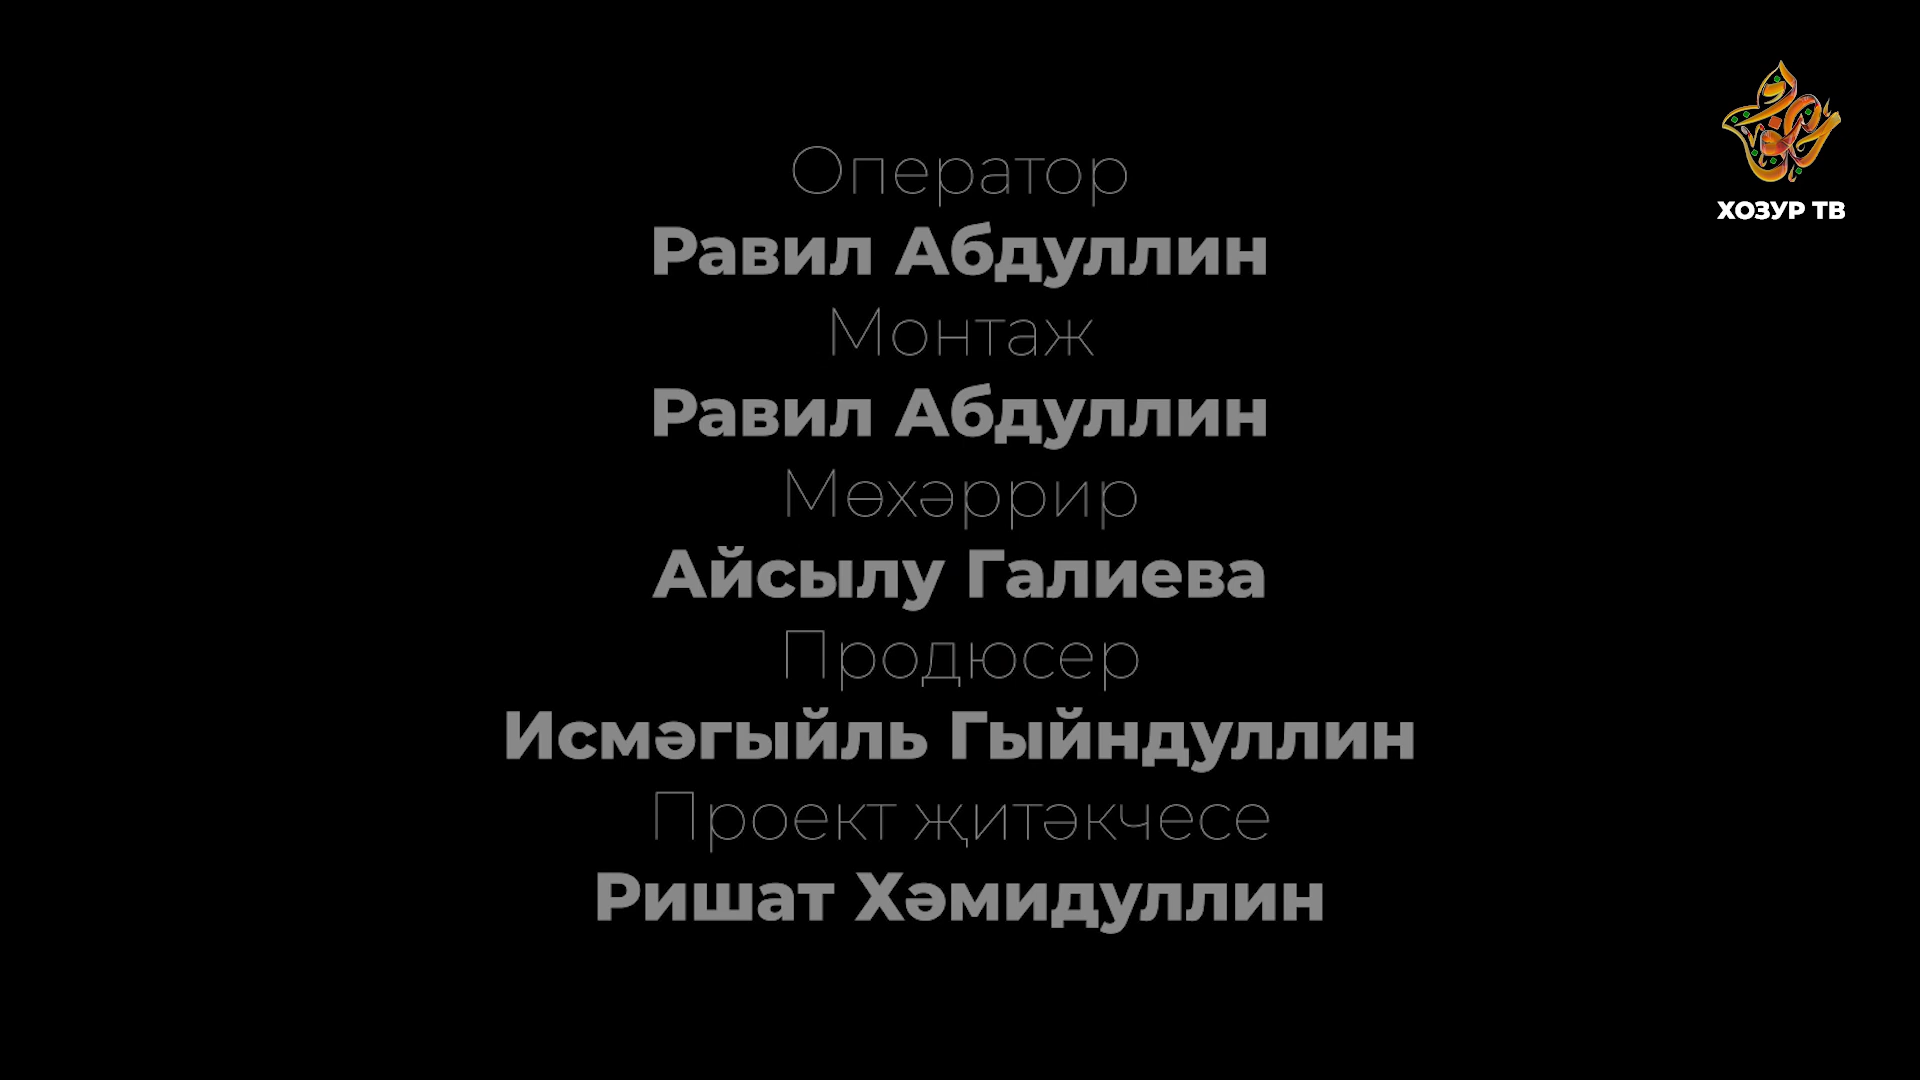 Оператор
Равил Абдуллин
Монтаж
Равил Абдуллин
Мөхәррир
Айсылу Галиева
Продюсер
Исмәгыйль Гыйндуллин
Проект җитәкчесе
Ришат Хәмидуллин
ХОЗУР ТВ